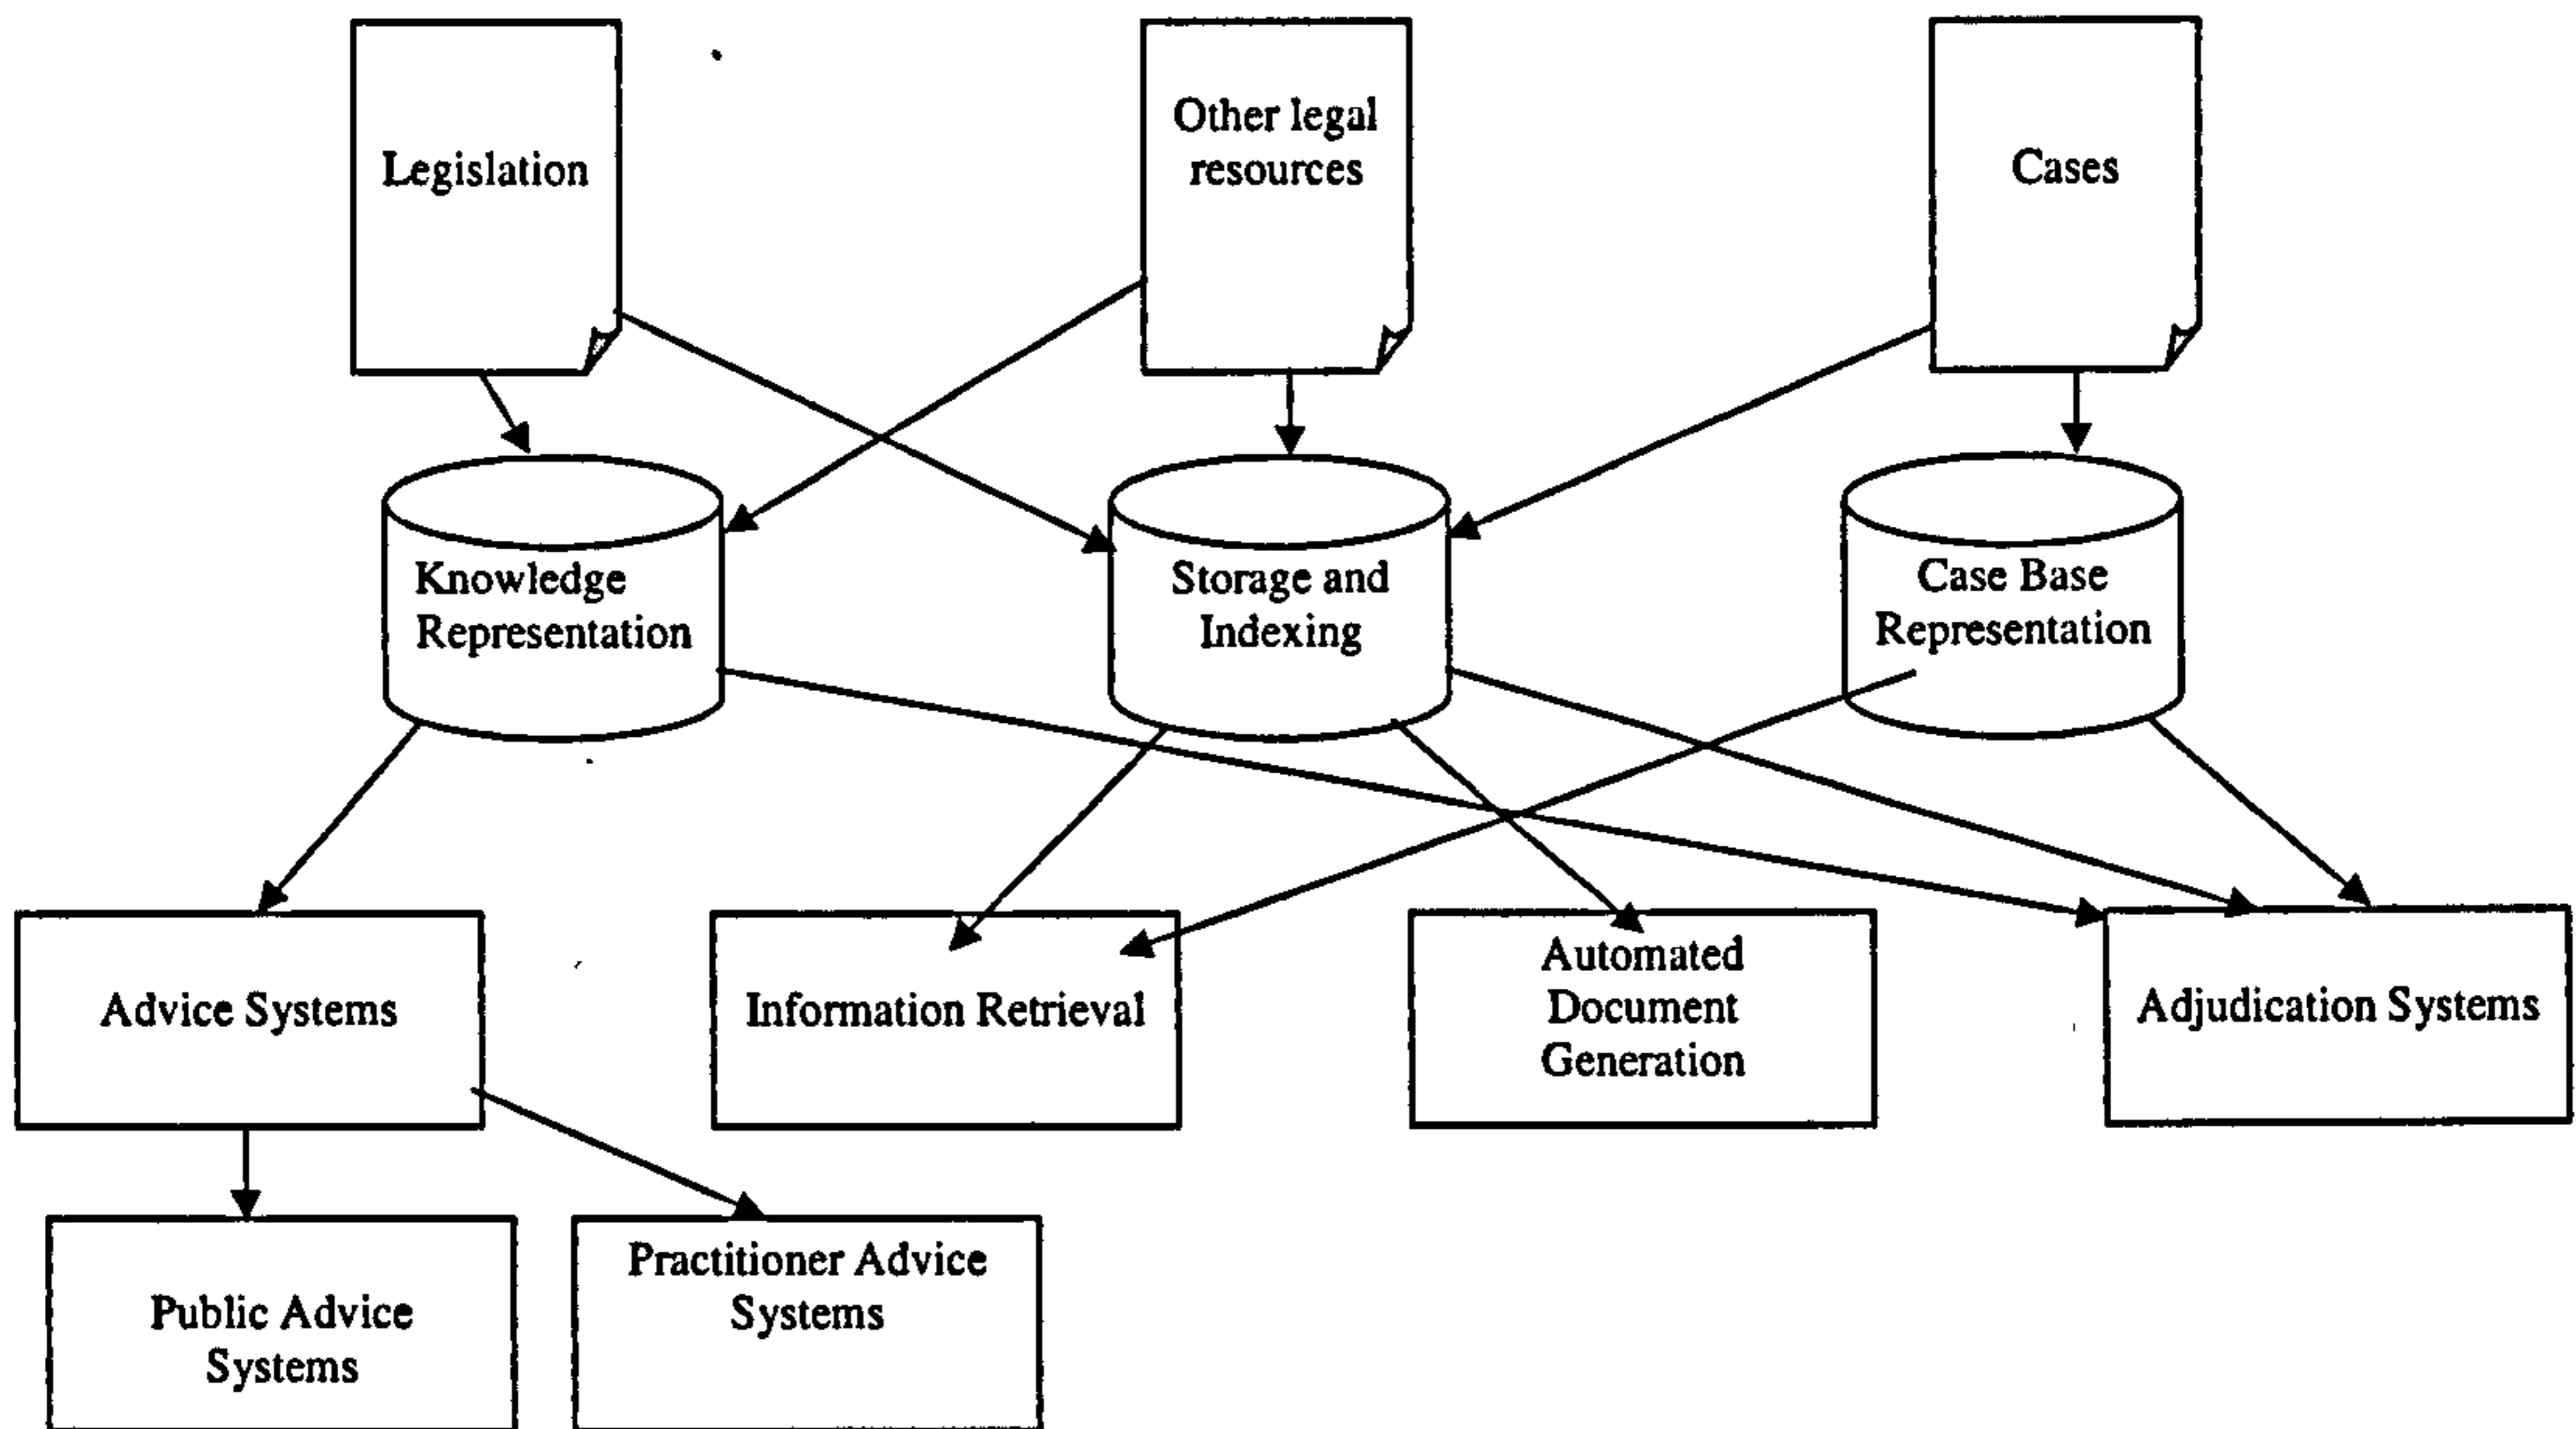 Legislation
Other legal
resources
Cases
Knowledge
Representation
Storage and
Indexing
Case Base
Representation
Advice Systems
Information Retrieval
Automated
Document
Generation
Adjudication Systems
Public Advice
Systems
Practitioner Advice
Systems